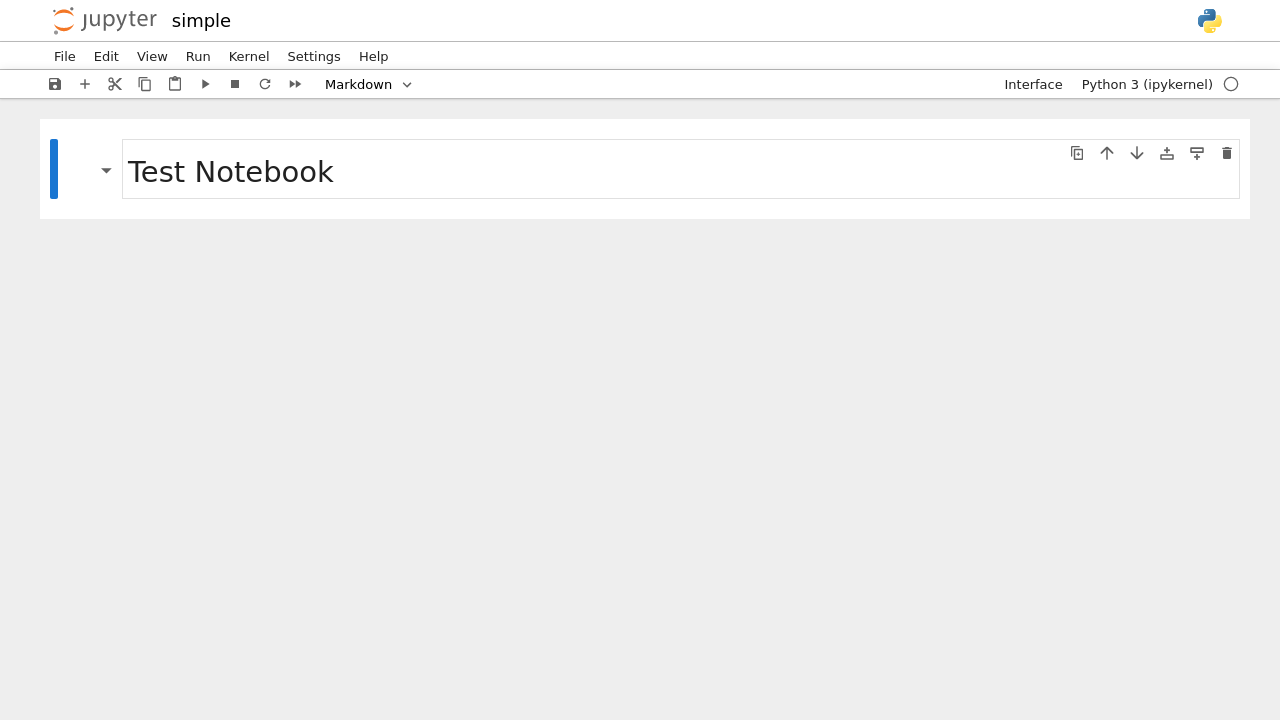 jupyter simple
File Edit View Run Kernel Settings Help
Markdown Interface Python 3 (ipykernel)
Test Notebook